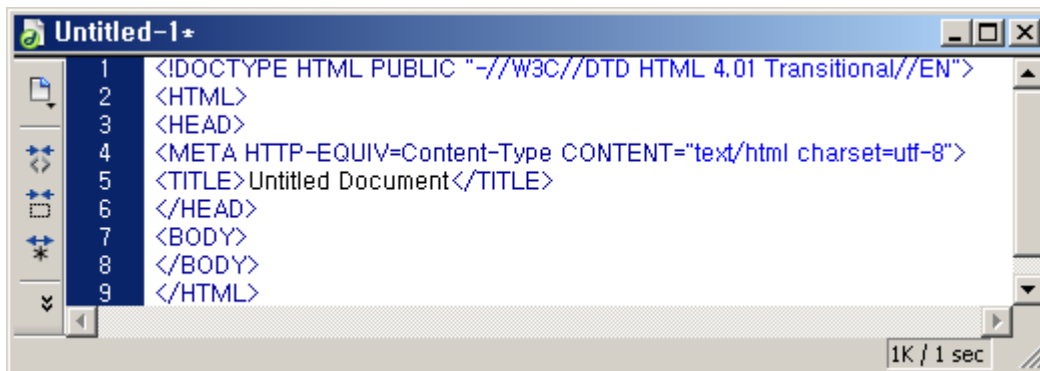 Untitled-1*
1 <!DOCTYPE HTML PUBLIC "-//W3C//DTD HTML 4.01 Transitional//EN">
2 <HTML>
3 <HEAD>
4 <META HTTP-EQUIV=Content-Type CONTENT="text/html charset=utf-8">
5 <TITLE>Untitled Document</TITLE>
6 </HEAD>
7 <BODY>
8 </BODY>
9 </HTML>
1K / 1 sec